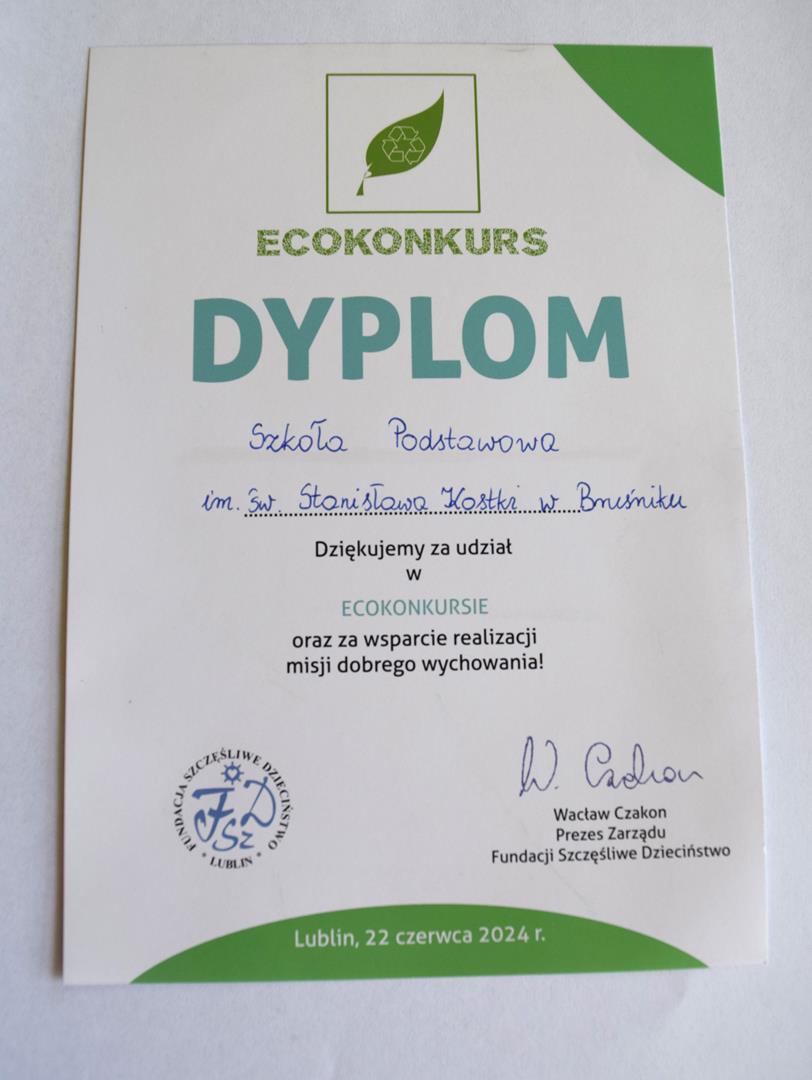 ECOKONKURS
DYPLOM
Szkoła Podstawowa
im. św. Stanisława Kostki w Bruśniku
Dziękujemy za udział
w
ECOKONKURSIE
oraz za wsparcie realizacji
misji dobrego wychowania!
FUNDACJA SZCZĘŚLIWE DZIECIŃSTWO
FDSz
* LUBLIN *
W. Czakon
Wacław Czakon
Prezes Zarządu
Fundacji Szczęśliwe Dzieciństwo
Lublin, 22 czerwca 2024 r.